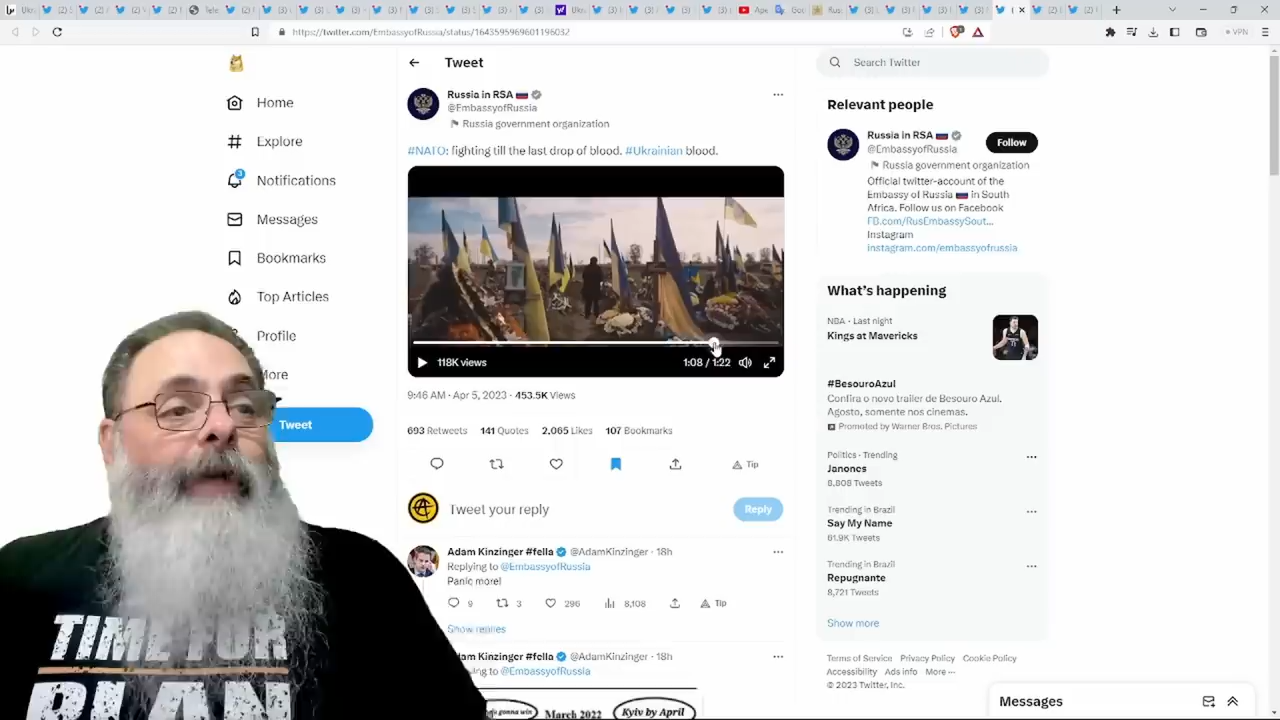 https://twitter.com/EmbassyofRussia/status/1643595969601196032
VPN
Home
Explore
3
Notifications
Messages
Bookmarks
Top Articles
Profile
More
Tweet
Tweet
Russia in RSA
@EmbassyofRussia
Russia government organization
#NATO: fighting till the last drop of blood. #Ukrainian blood.
118K views
1:08 / 1:22
9:46 AM · Apr 5, 2023 · 453.5K Views
693 Retweets 141 Quotes 2,065 Likes 107 Bookmarks
Tip
Tweet your reply
Reply
Adam Kinzinger #fella @AdamKinzinger · 18h
Replying to @EmbassyofRussia
Panic more!
9 3 296 8,108 Tip
Show replies
Adam Kinzinger #fella @AdamKinzinger · 18h
to @EmbassyofRussia
gonna win March 2022 Kyiv by April
Search Twitter
Relevant people
Russia in RSA
@EmbassyofRussia
Follow
Russia government organization
Official twitter-account of the
Embassy of Russia in South
Africa. Follow us on Facebook
FB.com/RusEmbassySout...
Instagram
instagram.com/embassyofrussia
What's happening
NBA · Last night
Kings at Mavericks
#BesouroAzul
Confira o novo trailer de Besouro Azul.
Agosto, somente nos cinemas.
Promoted by Warner Bros. Pictures
Politics · Trending
Janones
8,808 Tweets
Trending in Brazil
Say My Name
61.9K Tweets
Trending in Brazil
Repugnante
8,721 Tweets
Show more
Terms of Service Privacy Policy Cookie Policy
Accessibility Ads info More ...
© 2023 Twitter, Inc.
Messages